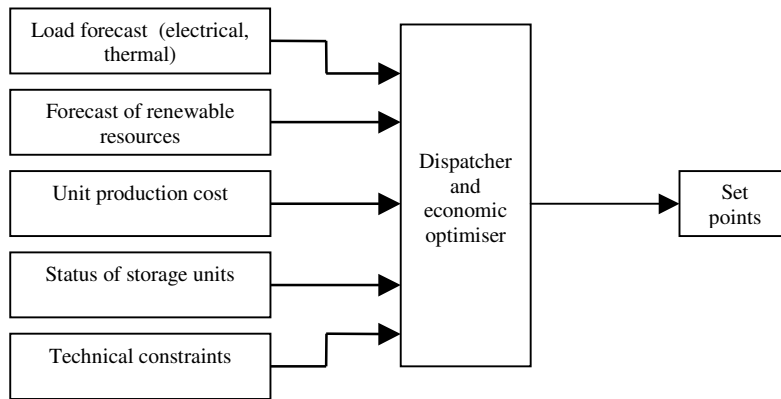 Load forecast  (electrical,
thermal)
Forecast of renewable
resources
Unit production cost
Status of storage units
Technical constraints
Dispatcher
and
economic
optimiser
Set
points